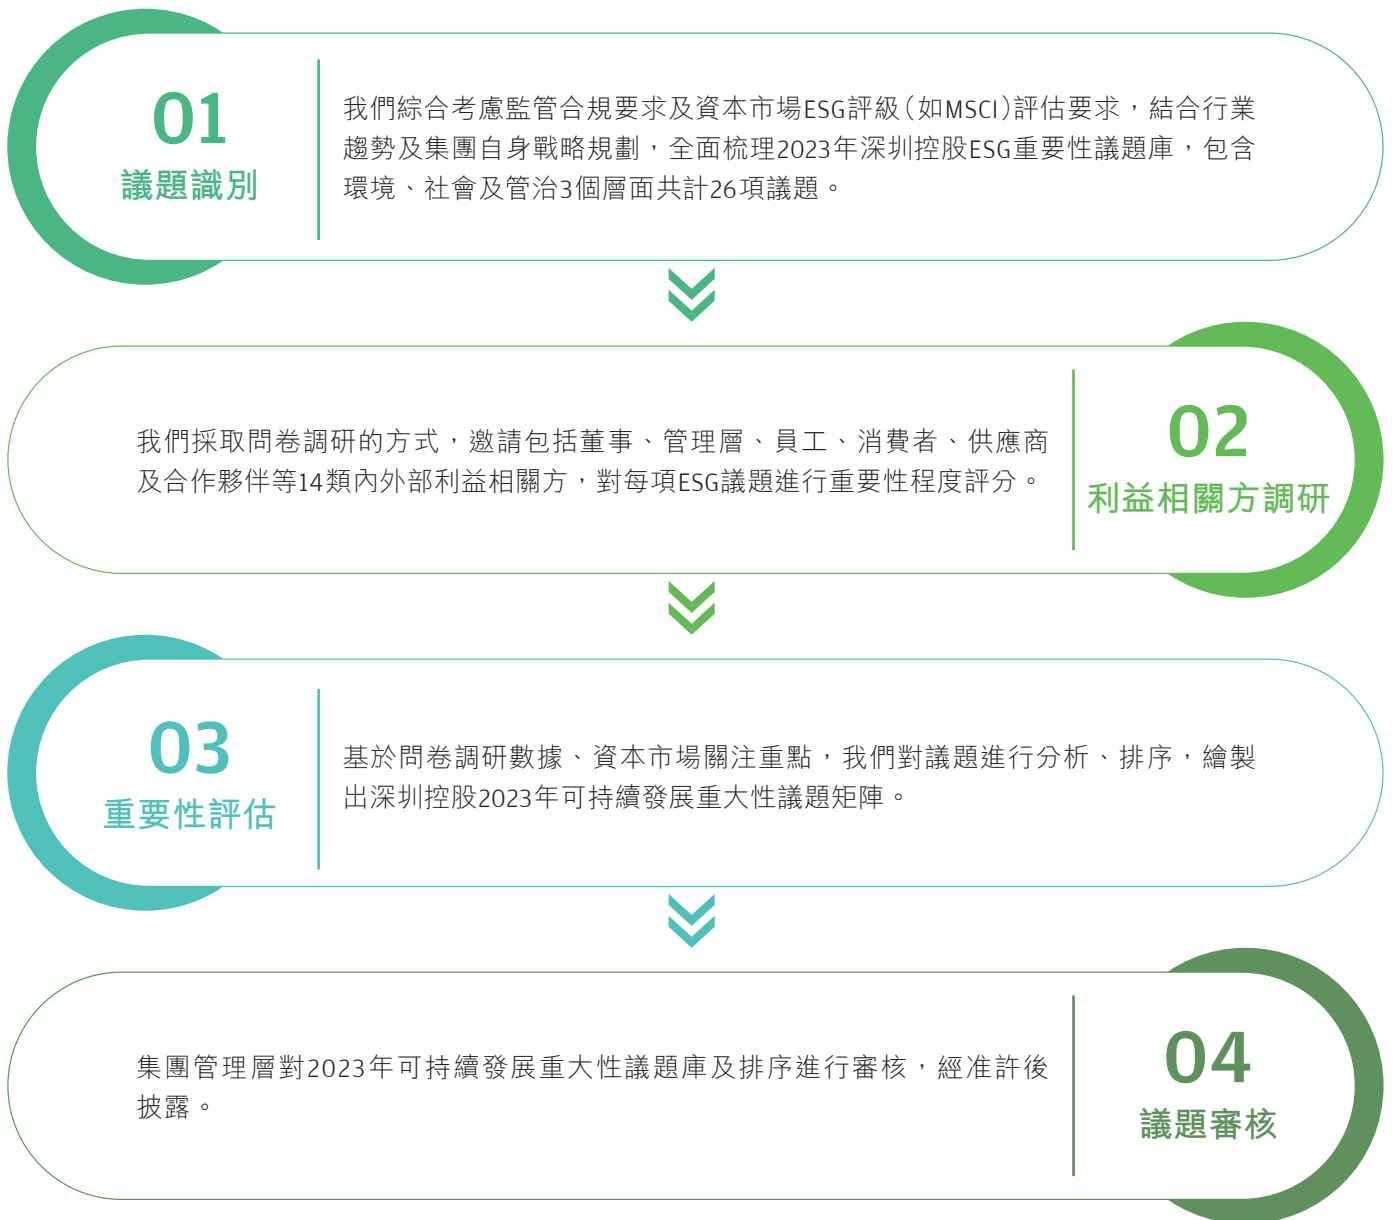 01
議題識別
我們綜合考慮監管合規要求及資本市場ESG評級（如MSCI）評估要求，結合行業
趨勢及集團自身戰略規劃，全面梳理2023年深圳控股ESG重要性議題庫，包含
環境、社會及管治3個層面共計26項議題。
我們採取問卷調研的方式，邀請包括董事、管理層、員工、消費者、供應商
及合作夥伴等14類內外部利益相關方，對每項ESG議題進行重要性程度評分。
02
利益相關方調研
03
重要性評估
基於問卷調研數據、資本市場關注重點，我們對議題進行分析、排序，繪製
出深圳控股2023年可持續發展重大性議題矩陣。
集團管理層對2023年可持續發展重大性議題庫及排序進行審核，經准許後
披露。
04
議題審核